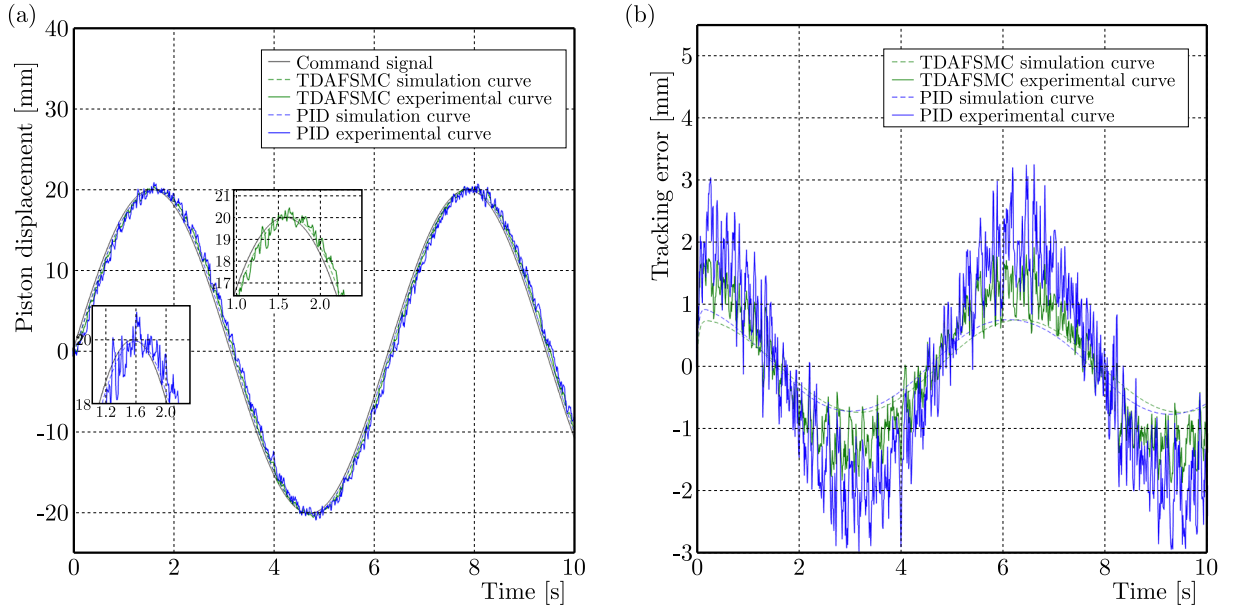 (a)
Piston displacement [mm]
40
30
20
10
0
-10
-20
0
2
4
6
8
10
Time [s]
Command signal
TDAFSMC simulation curve
TDAFSMC experimental curve
PID simulation curve
PID experimental curve
21
20
19
18
17
1.0
1.5
2.0
20
18
1.2
1.6
2.0
(b)
Tracking error [mm]
5
4
3
2
1
0
-1
-2
-3
0
2
4
6
8
10
Time [s]
TDAFSMC simulation curve
TDAFSMC experimental curve
PID simulation curve
PID experimental curve